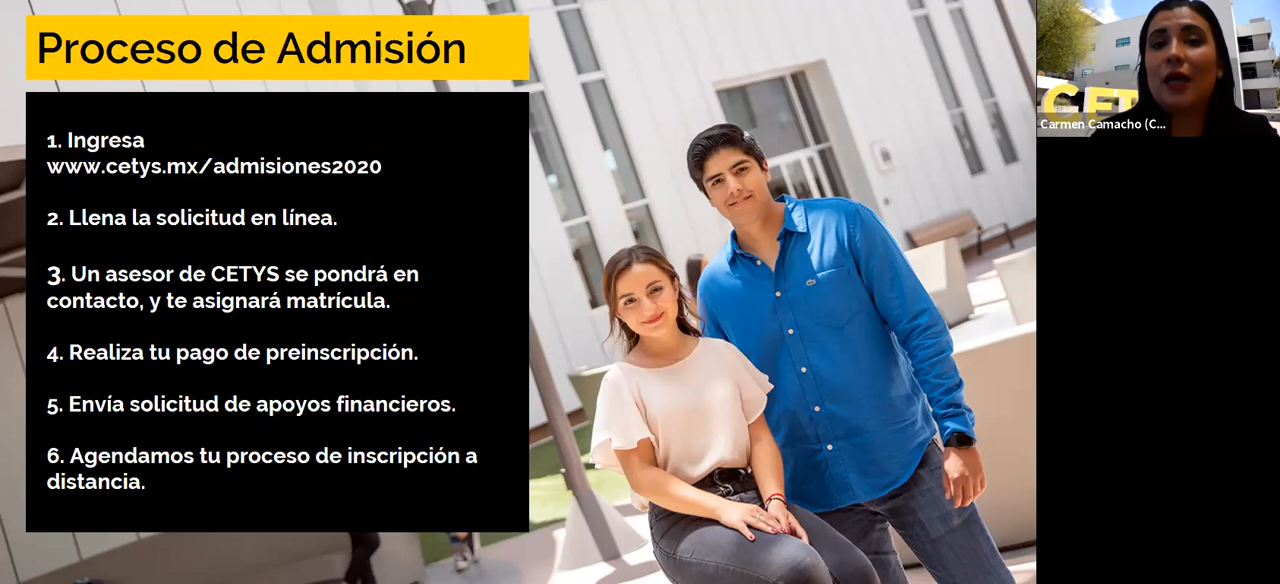 Proceso de Admisión
1. Ingresa
www.cetys.mx/admisiones2020
2. Llena la solicitud en línea.
3. Un asesor de CETYS se pondrá en
contacto, y te asignará matrícula.
4. Realiza tu pago de preinscripción.
5. Envía solicitud de apoyos financieros.
6. Agendamos tu proceso de inscripción a
distancia.
CET
Carmen Camacho (C...